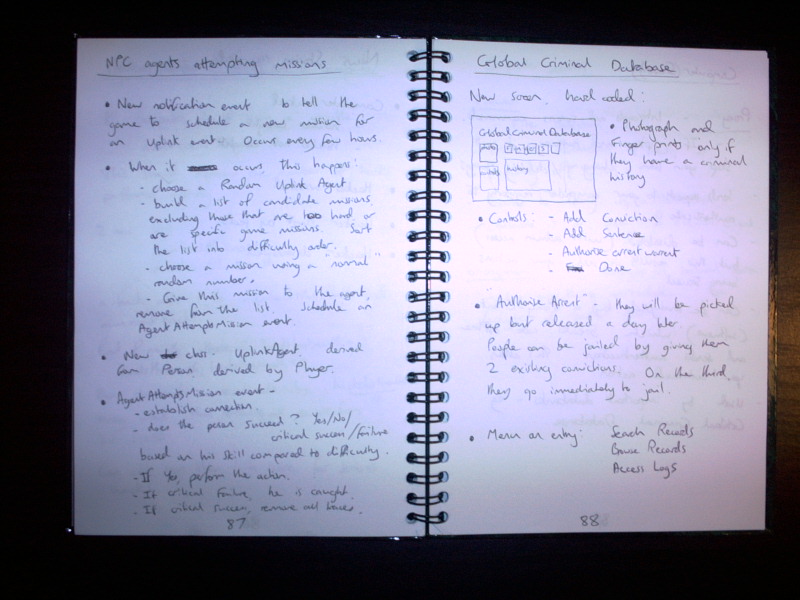 NPC agents attempting missions
• New notification event to tell the
game to schedule a new mission for
an Uplink event. Occurs every few hours.
• When it occurs, this happens:
- choose a Random Uplink Agent.
- build a list of candidate missions
excluding those that are too hard or
are specific game missions. Sort
the list into difficulty order.
- choose a mission using a "normal"
random number.
- Give this mission to the agent,
remove from the list. Schedule an
AgentAttemptsMission event.
• New class. UplinkAgent derived
from Person derived by Player.
• AgentAttemptsMission event -
- establish connection.
- does the person succeed? Yes/No/
critical success/failure
based on his skill compared to difficulty.
- If Yes, perform the action.
- If critical Failure, he is caught.
- If critical success, remove all traces.
87
Global Criminal Database
New screen, hard coded:
Global Criminal Database
history
• Photograph and
Finger prints only if
they have a criminal
history
• Controls: - Add Conviction
- Add Sentence
- Authorise arrest warrant
- Done
• "Authorise Arrest" - they will be picked
up but released a day later.
People can be jailed by giving them
2 existing convictions. On the third,
they go immediately to jail.
• Menu on entry: Search Records
Browse Records
Access Logs
88